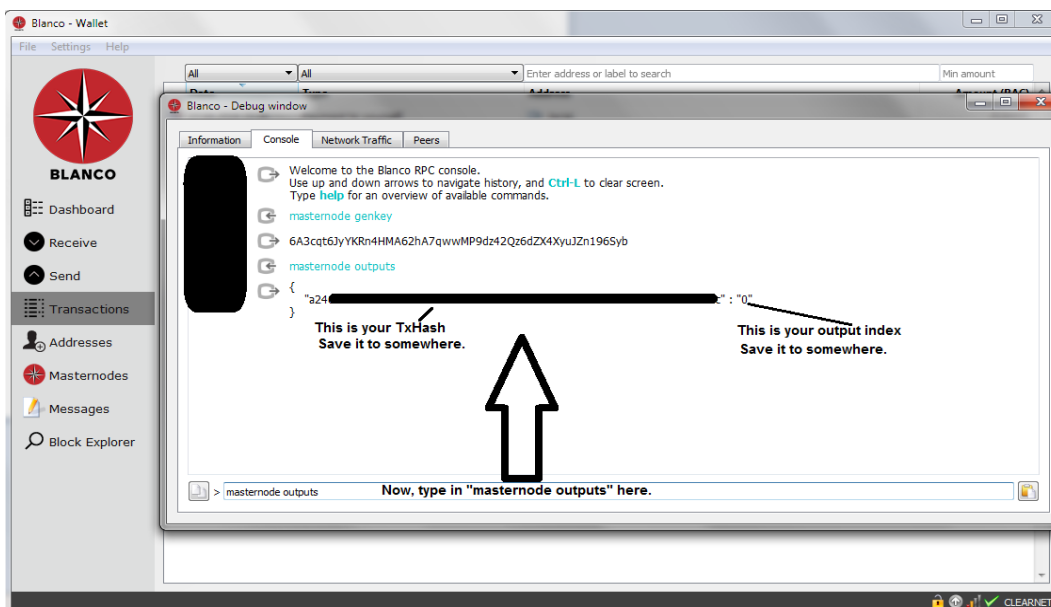 Blanco - Wallet
File Settings Help
All All Enter address or label to search Min amount
Blanco - Debug window
Information Console Network Traffic Peers
BLANCO
Dashboard
Receive
Send
Transactions
Addresses
Masternodes
Messages
Block Explorer
Welcome to the Blanco RPC console.
Use up and down arrows to navigate history, and Ctrl-L to clear screen.
Type help for an overview of available commands.
masternode genkey
6A3cqt6JyYKRn4HMA62hA7qwwMP9dz42Qz6dZX4XyuJZn196Syb
masternode outputs
{
"a24 " : "0"
}
This is your TxHash
Save it to somewhere.
This is your output index
Save it to somewhere.
> masternode outputs
Now, type in "masternode outputs" here.
CLEARNET